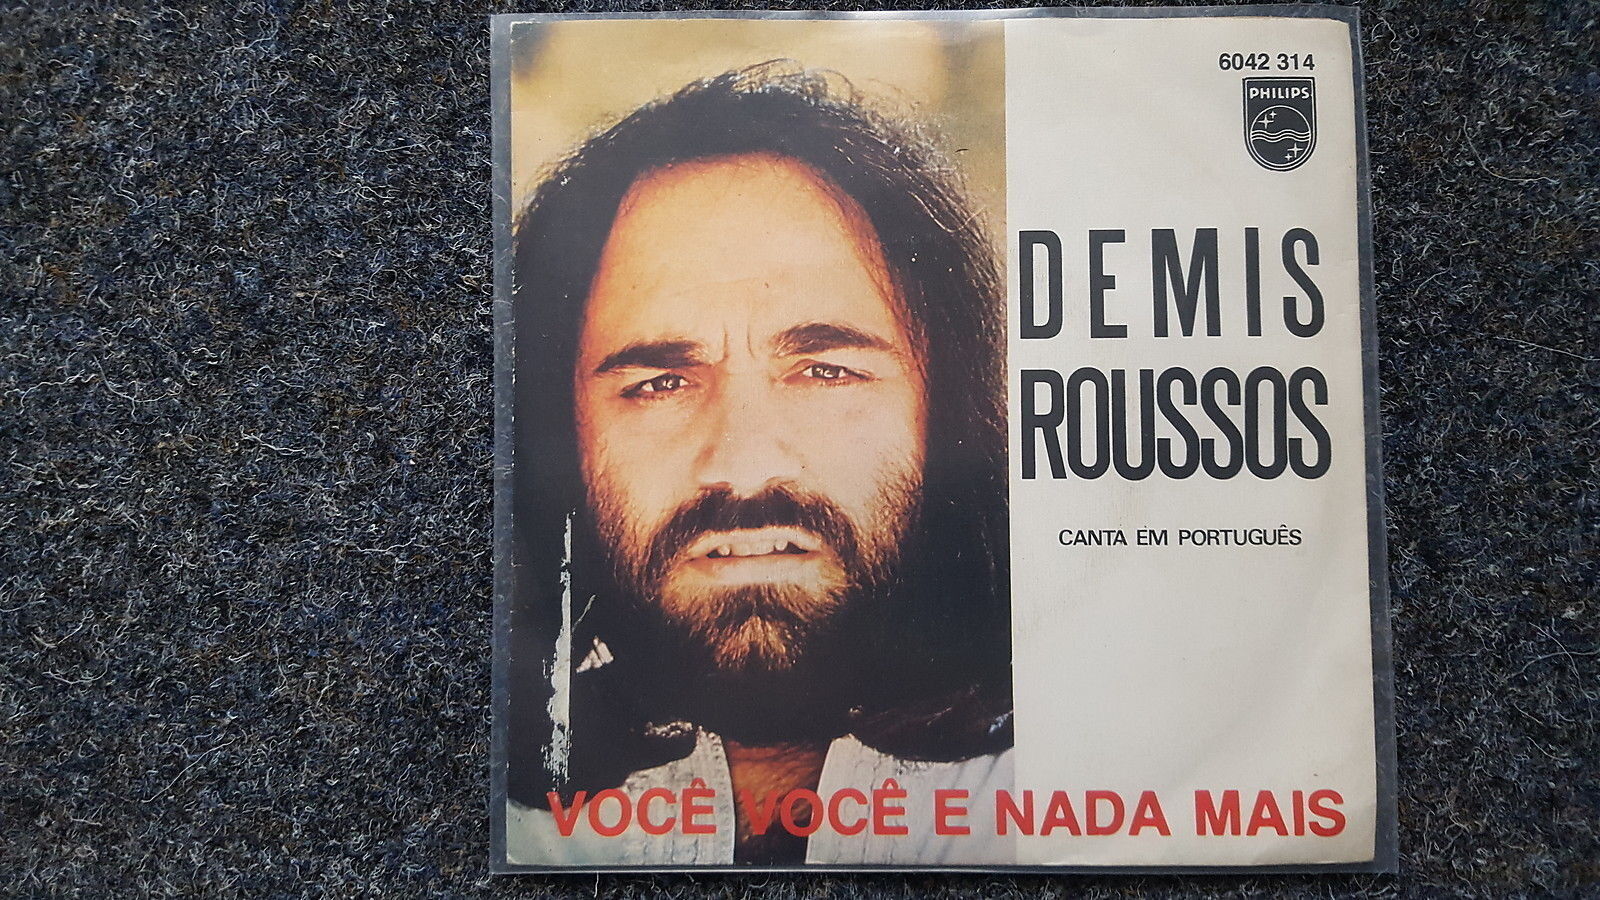 6042 314
PHILIPS
DEMIS
ROUSSOS
CANTA EM PORTUGUÊS
VOCÊ VOCÊ E NADA MAIS